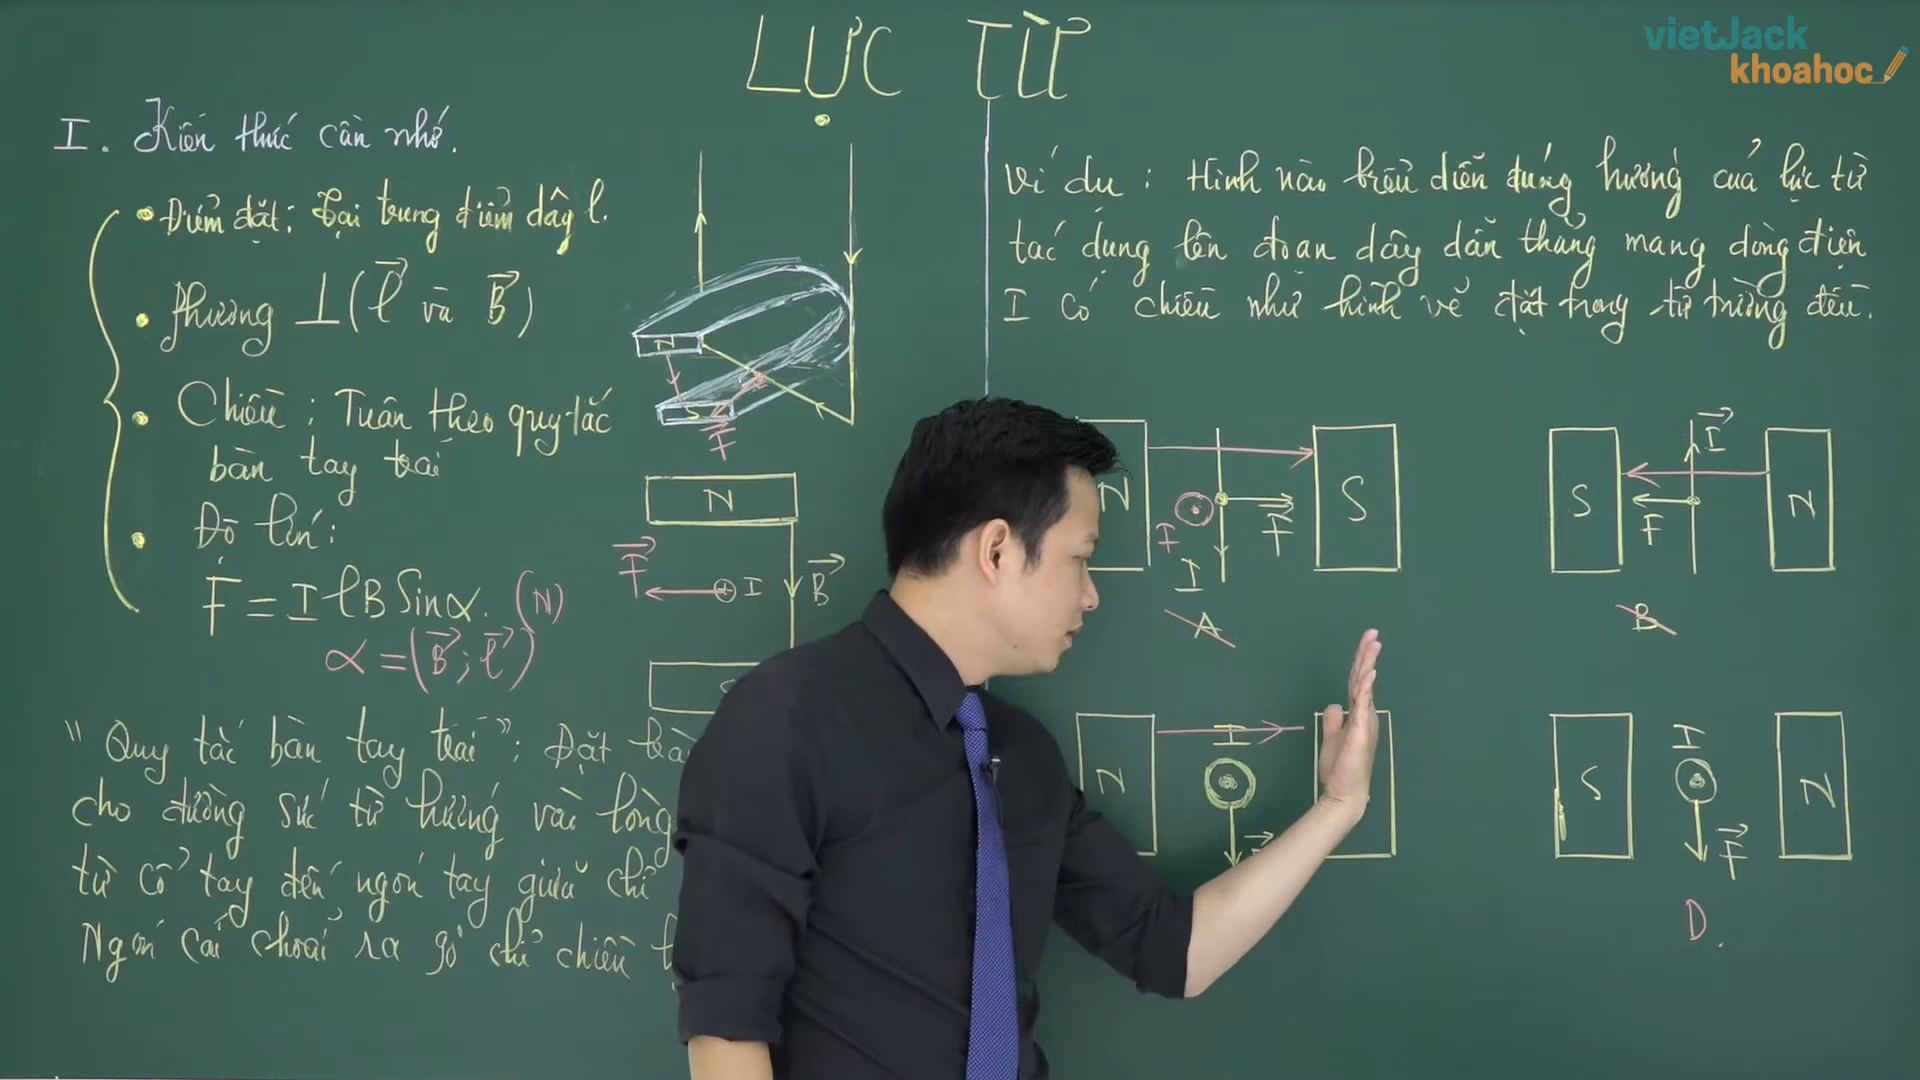 LỰC TỪ
vietJack
khoahoc
I. Kiến thức cần nhớ.
• Điểm đặt: Tại trung điểm dây l.
• Phương ⊥ (l⃗ và B⃗)
• Chiều: Tuân theo quy tắc
bàn tay trái
• Độ lớn:
F = I l B Sin α. (N)
α = (B⃗; l⃗)
"Quy tắc bàn tay trái": Đặt bàn
cho đường sức từ hướng vào lòng
từ cổ tay đến ngón tay giữa chỉ
Ngón cái choãi ra chỉ chiều
N
S
F⃗
N
F⃗ I B⃗
S
Ví dụ: Hình nào biểu diễn đúng hướng của lực từ
tác dụng lên đoạn dây dẫn thẳng mang dòng điện
I có chiều như hình vẽ đặt trong từ trường đều.
N F I F⃗ S
A
S F I⃗ N
B
N I
S I F⃗ N
D.